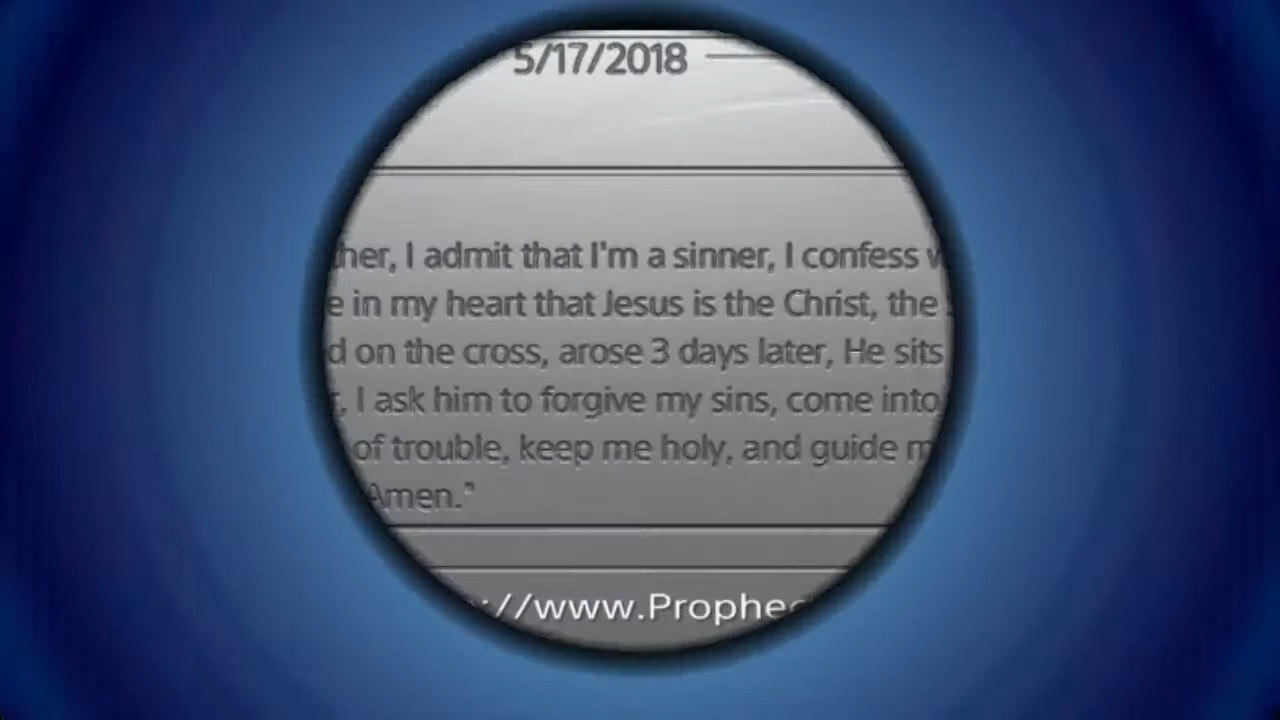 5/17/2018
her, I admit that I'm a sinner, I confess
e in my heart that Jesus is the Christ, the
d on the cross, arose 3 days later, He sits
, I ask him to forgive my sins, come into
of trouble, keep me holy, and guide m
Amen."
://www.Prophec